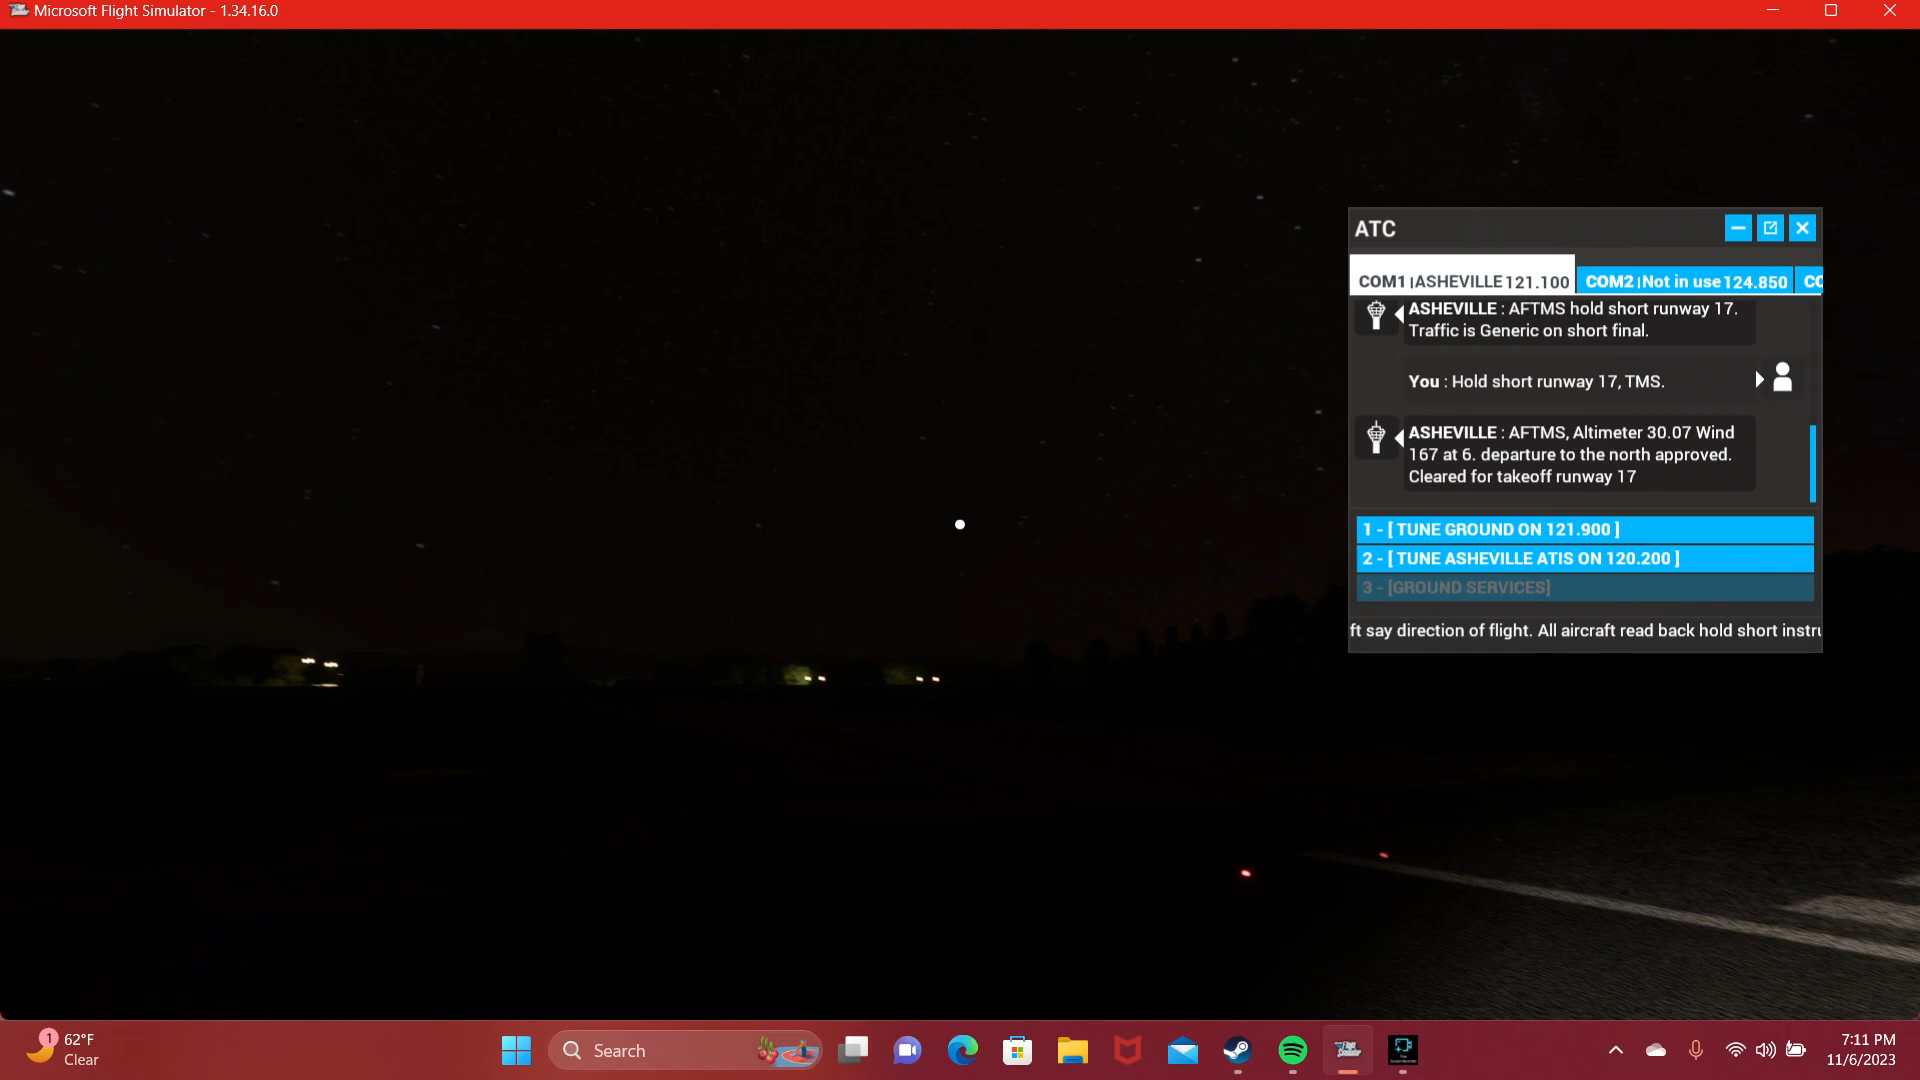 Microsoft Flight Simulator - 1.34.16.0
ATC
COM1 | ASHEVILLE 121.100 COM2 | Not in use 124.850 CO
ASHEVILLE : AFTMS hold short runway 17.
Traffic is Generic on short final.
You : Hold short runway 17, TMS.
ASHEVILLE : AFTMS, Altimeter 30.07 Wind
167 at 6. departure to the north approved.
Cleared for takeoff runway 17
1 - [ TUNE GROUND ON 121.900 ]
2 - [ TUNE ASHEVILLE ATIS ON 120.200 ]
3 - [GROUND SERVICES]
ft say direction of flight. All aircraft read back hold short instru
1
62°F
Clear
Search
7:11 PM
11/6/2023